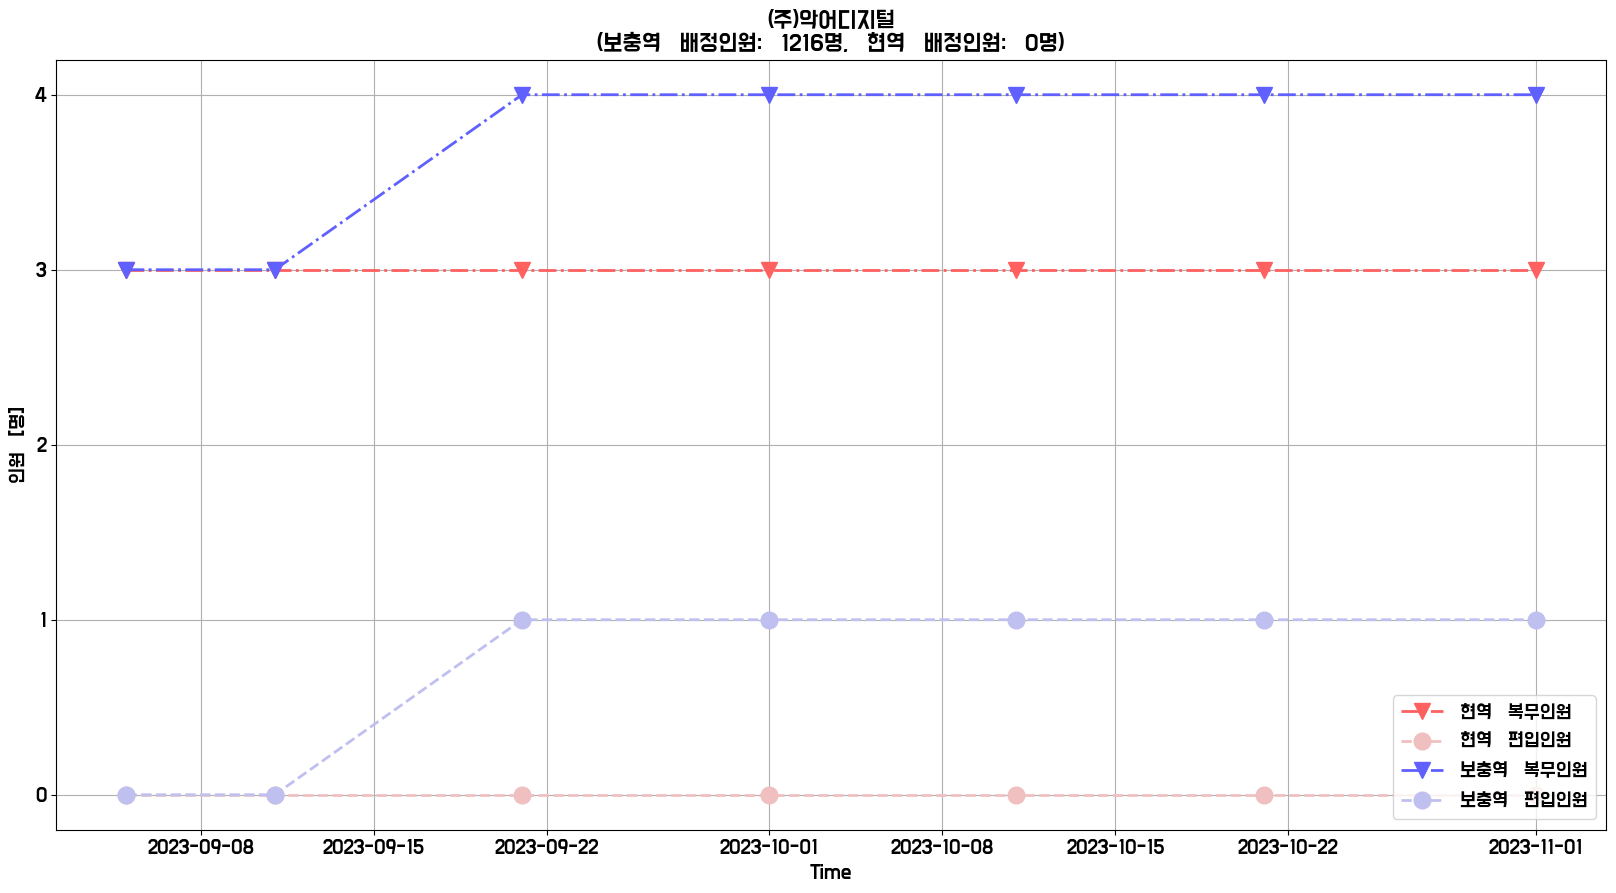 (주)악어디지털
(보충역 배정인원: 1216명, 현역 배정인원: 0명)
4
3
2
1
0
인원 [명]
2023-09-08
2023-09-15
2023-09-22
2023-10-01
2023-10-08
2023-10-15
2023-10-22
2023-11-01
Time
현역 복무인원
현역 편입인원
보충역 복무인원
보충역 편입인원